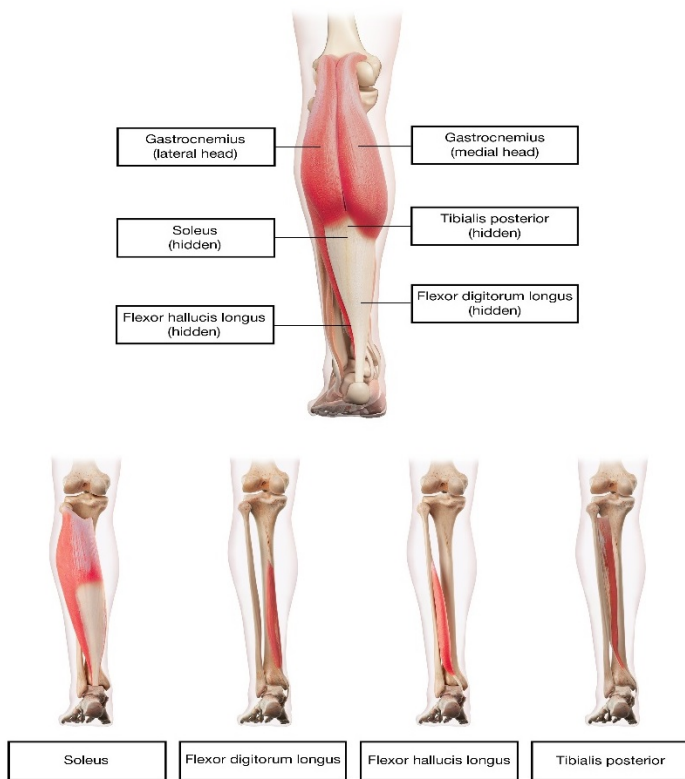 Gastrocnemius
(lateral head)
Gastrocnemius
(medial head)
Soleus
(hidden)
Tibialis posterior
(hidden)
Flexor hallucis longus
(hidden)
Flexor digitorum longus
(hidden)
Soleus
Flexor digitorum longus
Flexor hallucis longus
Tibialis posterior